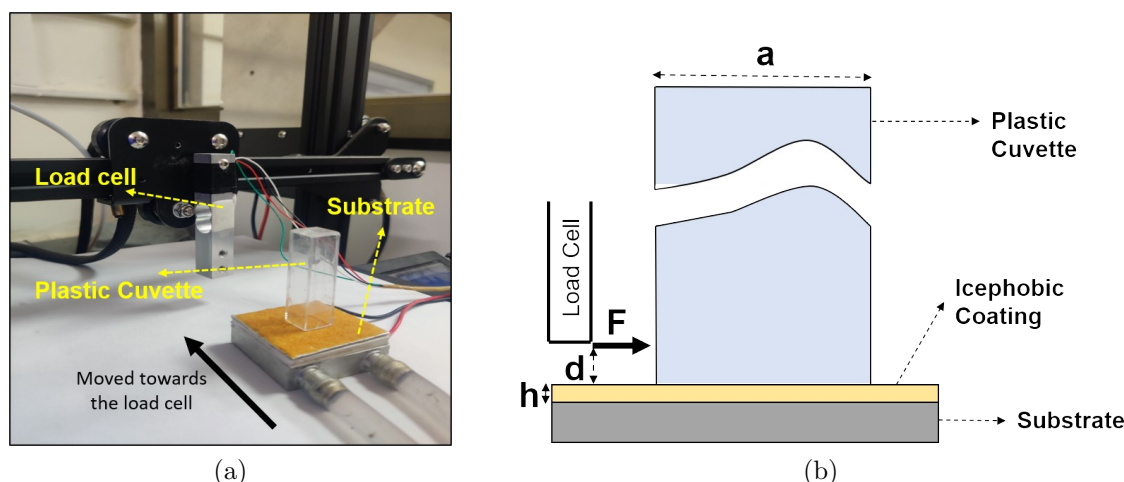 Load cell
Substrate
Plastic Cuvette
Moved towards
the load cell
(a)
a
Plastic
Cuvette
Load Cell
F
d
h
Icephobic
Coating
Substrate
(b)